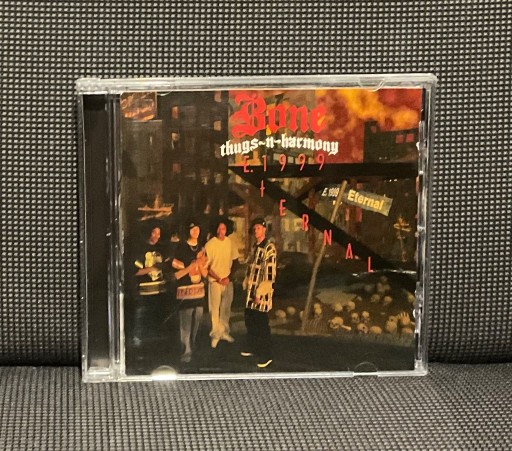 Bone
thugs~n~harmony
E. 1999
ETERNAL
E. 1999
Eternal